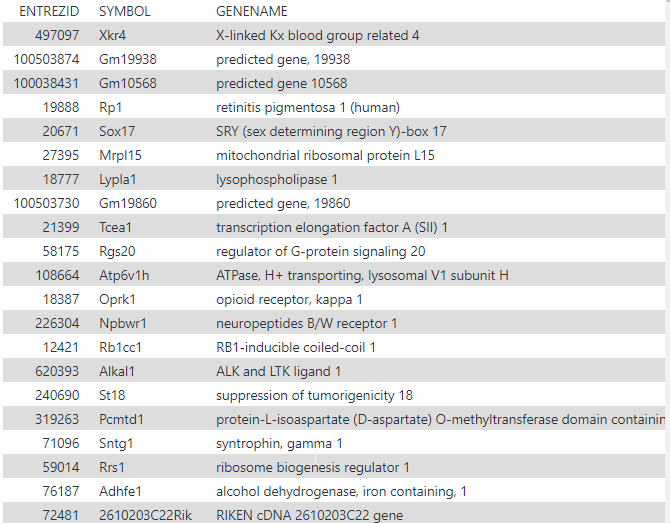 ENTREZID SYMBOL GENENAME
497097 Xkr4 X-linked Kx blood group related 4
100503874 Gm19938 predicted gene, 19938
100038431 Gm10568 predicted gene 10568
19888 Rp1 retinitis pigmentosa 1 (human)
20671 Sox17 SRY (sex determining region Y)-box 17
27395 Mrpl15 mitochondrial ribosomal protein L15
18777 Lypla1 lysophospholipase 1
100503730 Gm19860 predicted gene, 19860
21399 Tcea1 transcription elongation factor A (SII) 1
58175 Rgs20 regulator of G-protein signaling 20
108664 Atp6v1h ATPase, H+ transporting, lysosomal V1 subunit H
18387 Oprk1 opioid receptor, kappa 1
226304 Npbwr1 neuropeptides B/W receptor 1
12421 Rb1cc1 RB1-inducible coiled-coil 1
620393 Alkal1 ALK and LTK ligand 1
240690 St18 suppression of tumorigenicity 18
319263 Pcmtd1 protein-L-isoaspartate (D-aspartate) O-methyltransferase domain containin
71096 Sntg1 syntrophin, gamma 1
59014 Rrs1 ribosome biogenesis regulator 1
76187 Adhfe1 alcohol dehydrogenase, iron containing, 1
72481 2610203C22Rik RIKEN cDNA 2610203C22 gene